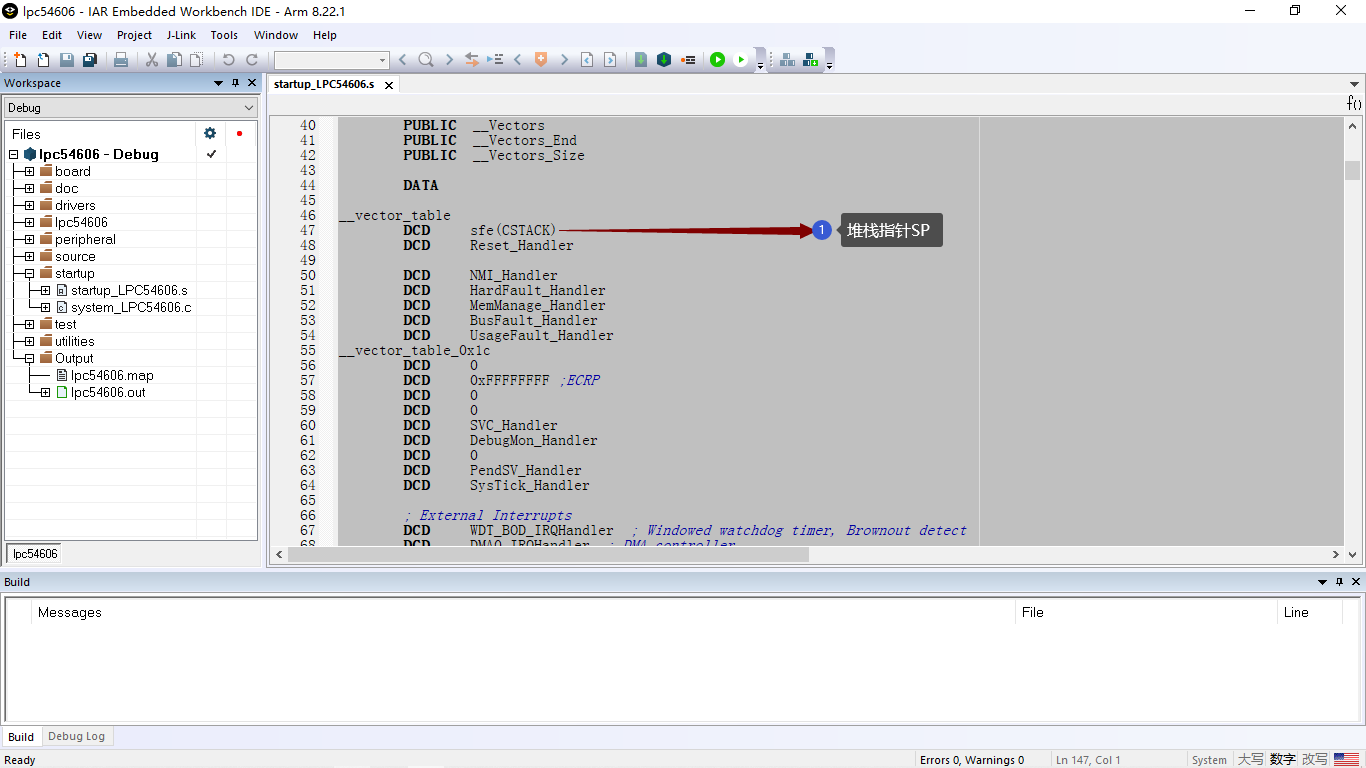 lpc54606 - IAR Embedded Workbench IDE - Arm 8.22.1
File Edit View Project J-Link Tools Window Help
Workspace
Debug
Files
lpc54606 - Debug
board
doc
drivers
lpc54606
peripheral
source
startup
startup_LPC54606.s
system_LPC54606.c
test
utilities
Output
lpc54606.map
lpc54606.out
lpc54606
startup_LPC54606.s
f()
40 PUBLIC __Vectors
41 PUBLIC __Vectors_End
42 PUBLIC __Vectors_Size
43
44 DATA
45
46 __vector_table
47 DCD sfe(CSTACK) 1 堆栈指针SP
48 DCD Reset_Handler
49
50 DCD NMI_Handler
51 DCD HardFault_Handler
52 DCD MemManage_Handler
53 DCD BusFault_Handler
54 DCD UsageFault_Handler
55 __vector_table_0x1c
56 DCD 0
57 DCD 0xFFFFFFFF ;ECRP
58 DCD 0
59 DCD 0
60 DCD SVC_Handler
61 DCD DebugMon_Handler
62 DCD 0
63 DCD PendSV_Handler
64 DCD SysTick_Handler
65
66 ; External Interrupts
67 DCD WDT_BOD_IRQHandler ; Windowed watchdog timer, Brownout detect
68 DCD DMA0_IRQHandler ; DMA controller
Build
Messages File Line
Build Debug Log
Ready Errors 0, Warnings 0 Ln 147, Col 1 System 大写 数字 改写